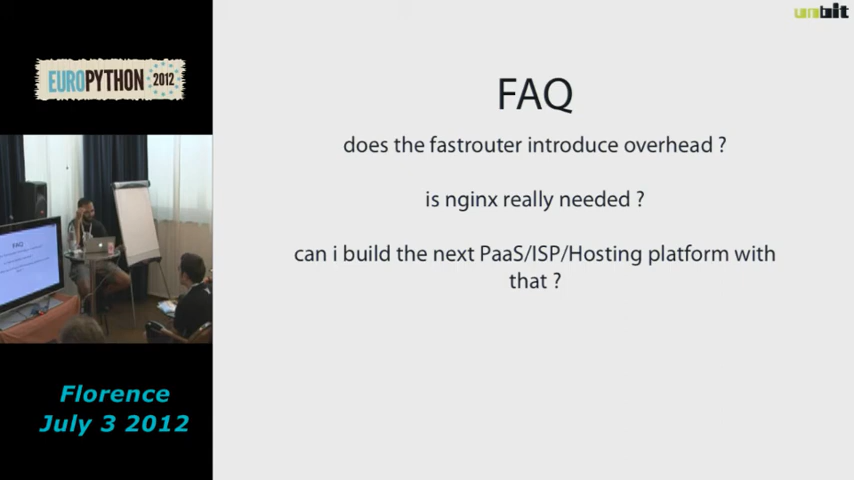 unbit
EUROPYTHON 2012
FAQ
does the fastrouter introduce overhead ?
is nginx really needed ?
can i build the next PaaS/ISP/Hosting platform with
that ?
FAQ
Florence
July 3 2012